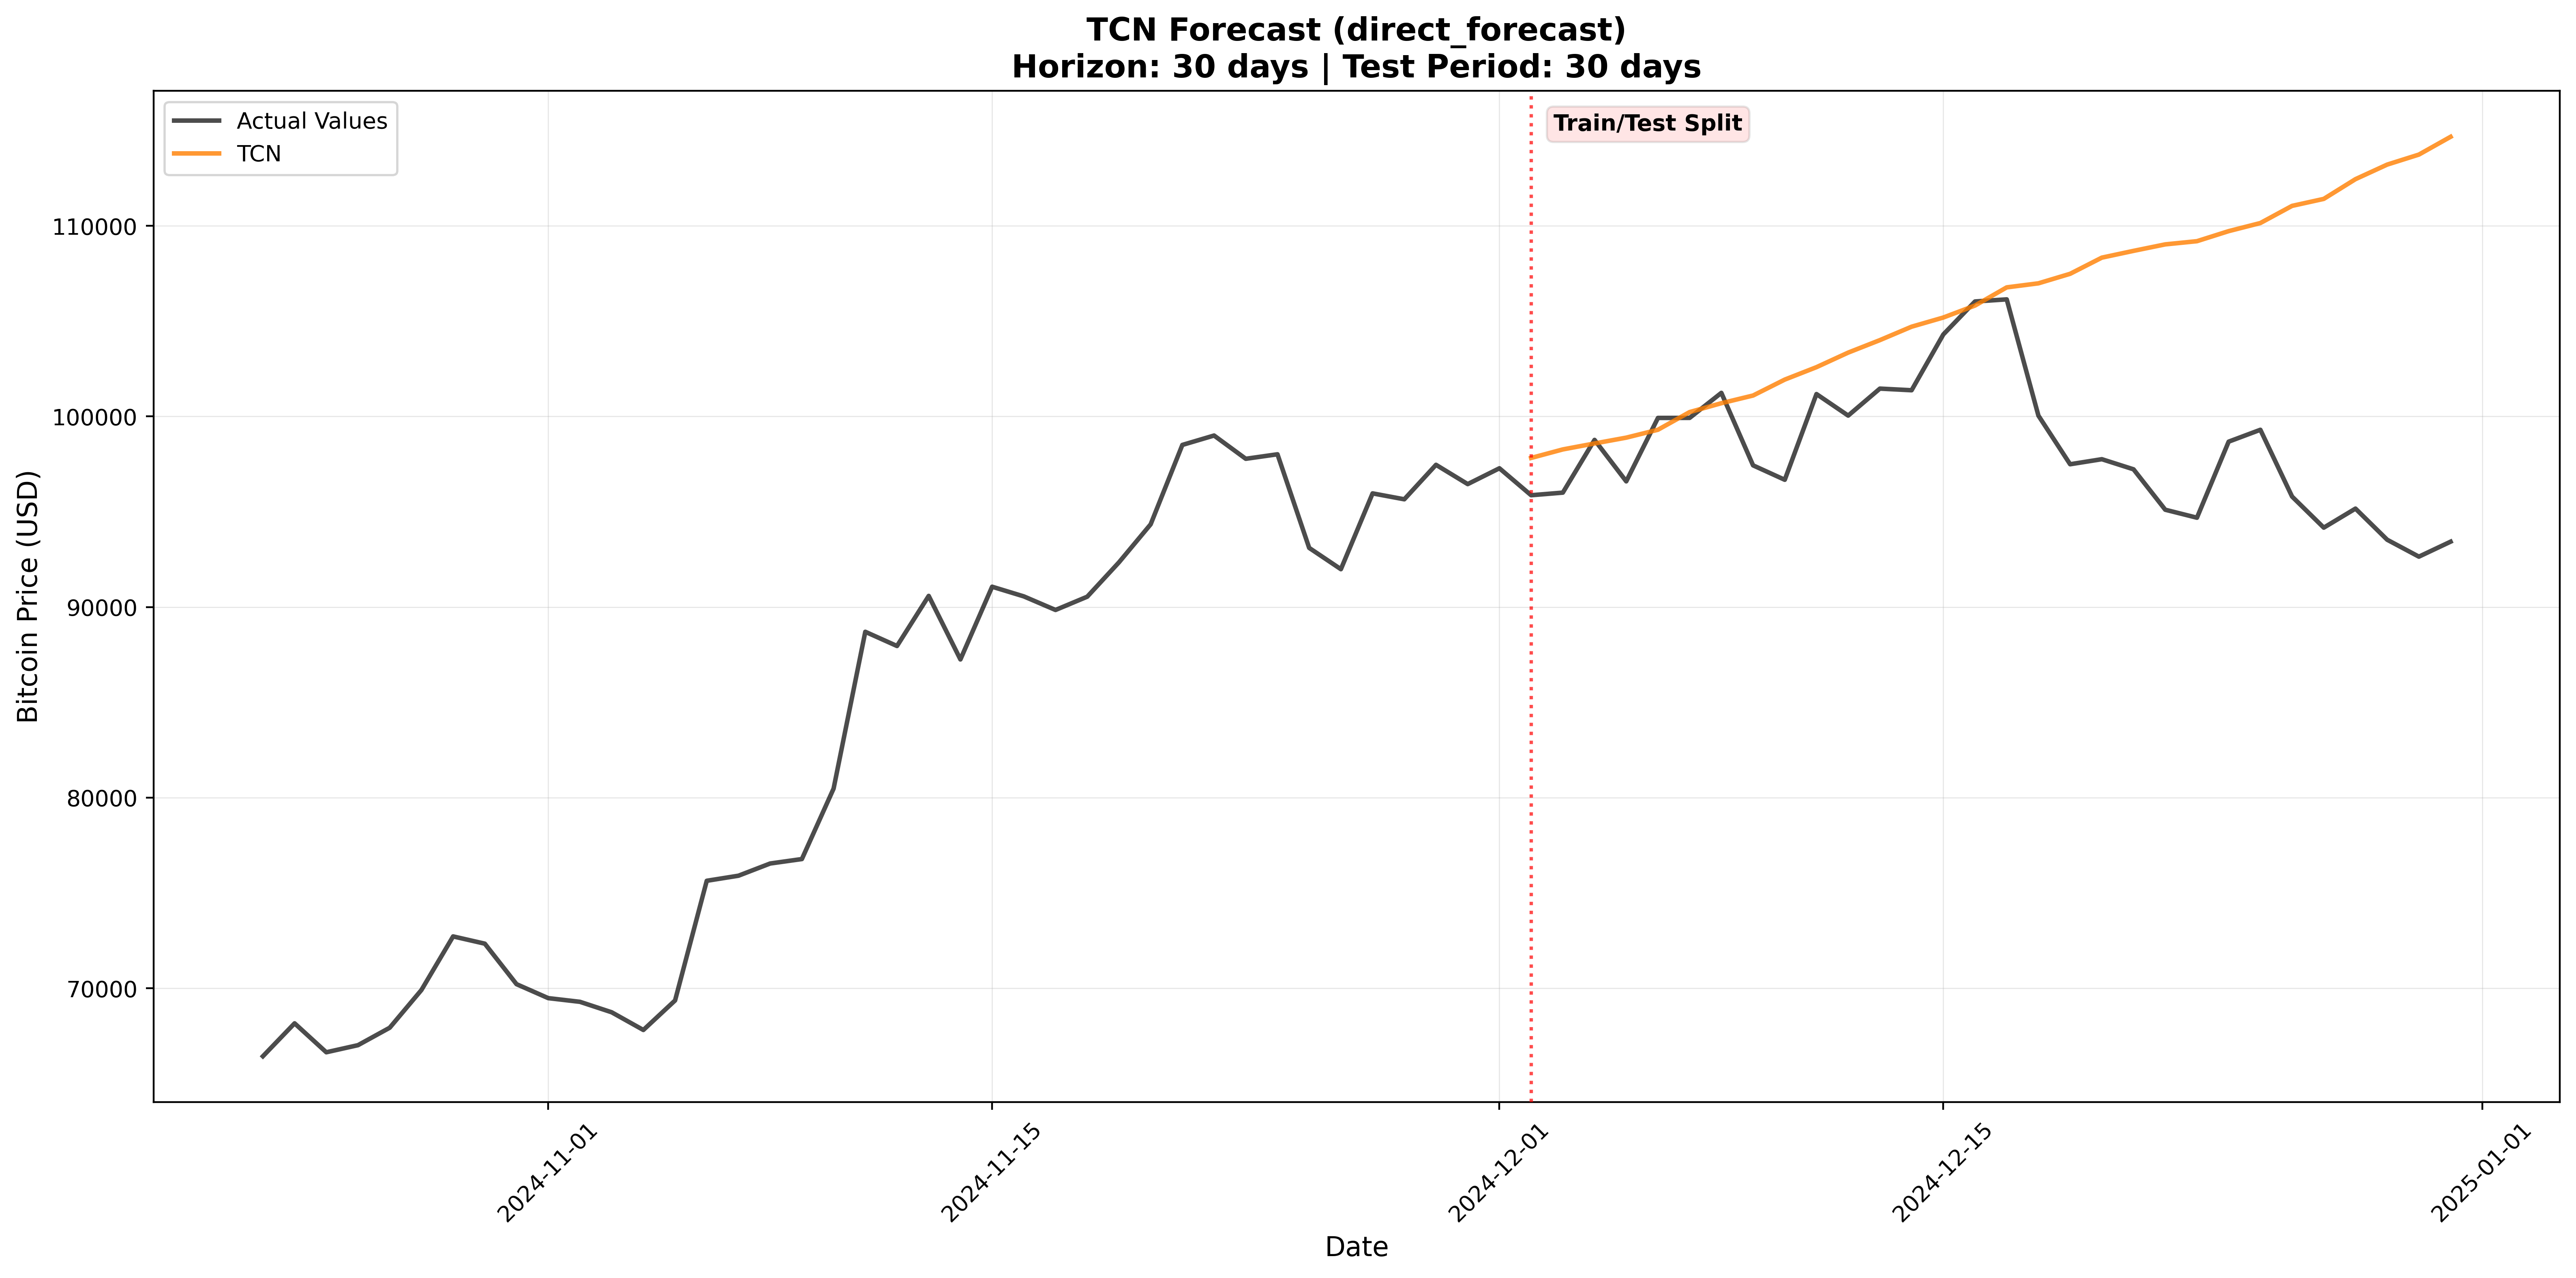 TCN Forecast (direct_forecast)
Horizon: 30 days | Test Period: 30 days
Actual Values
TCN
Train/Test Split
Bitcoin Price (USD)
110000
100000
90000
80000
70000
2024-11-01
2024-11-15
2024-12-01
2024-12-15
2025-01-01
Date